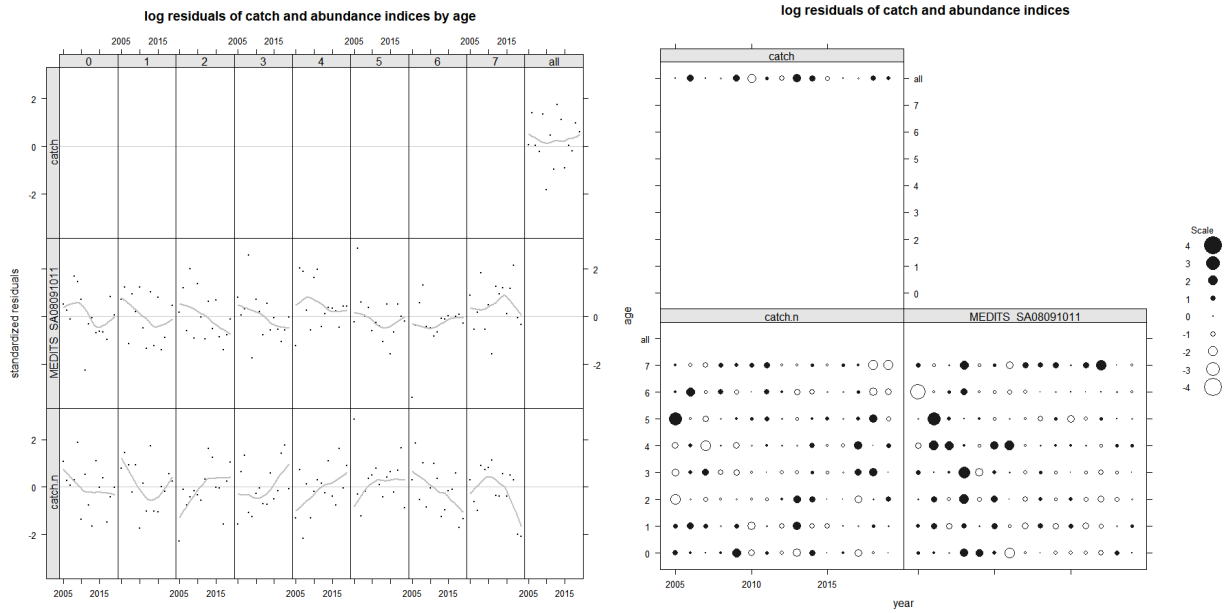 log residuals of catch and abundance indices by age
2005 2015 2005 2015 2005 2015 2005 2015
0 1 2 3 4 5 6 7 all
catch
2
0
-2
MEDITS_SA08091011
2
0
-2
catch.n
2
0
-2
standardized residuals
2005 2015 2005 2015 2005 2015 2005 2015 2005 2015
log residuals of catch and abundance indices
catch
all
7
6
5
4
3
2
1
0
catch.n MEDITS_SA08091011
all
7
6
5
4
3
2
1
0
age
2005 2010 2015
year
Scale
4
3
2
1
0
-1
-2
-3
-4